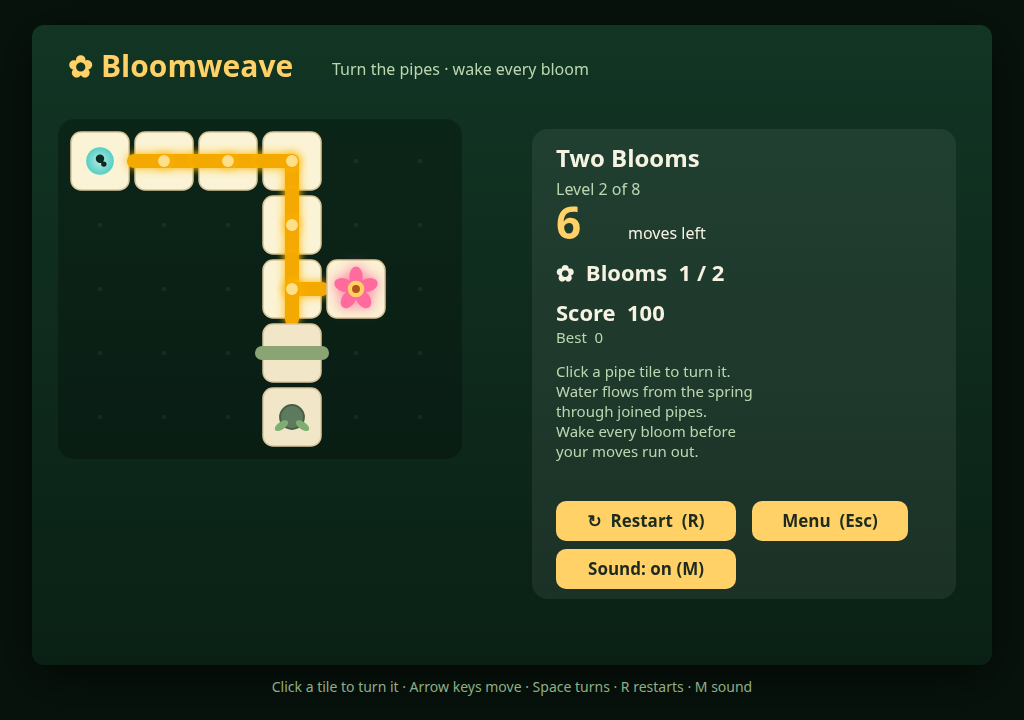 ✿ Bloomweave
Turn the pipes · wake every bloom
Two Blooms
Level 2 of 8
6 moves left
✿ Blooms 1 / 2
Score 100
Best 0
Click a pipe tile to turn it.
Water flows from the spring
through joined pipes.
Wake every bloom before
your moves run out.
↻ Restart (R)
Menu (Esc)
Sound: on (M)
Click a tile to turn it · Arrow keys move · Space turns · R restarts · M sound